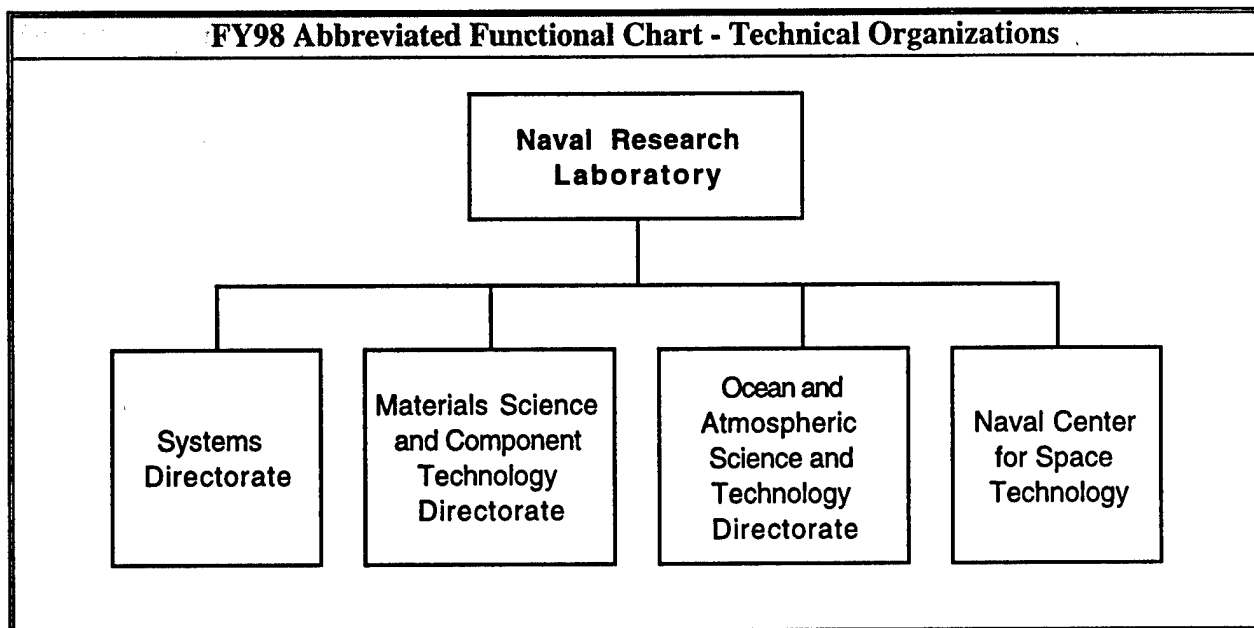 FY98 Abbreviated Functional Chart - Technical Organizations
Naval Research
Laboratory
Systems
Directorate
Materials Science
and Component
Technology
Directorate
Ocean and
Atmospheric
Science and
Technology
Directorate
Naval Center
for Space
Technology